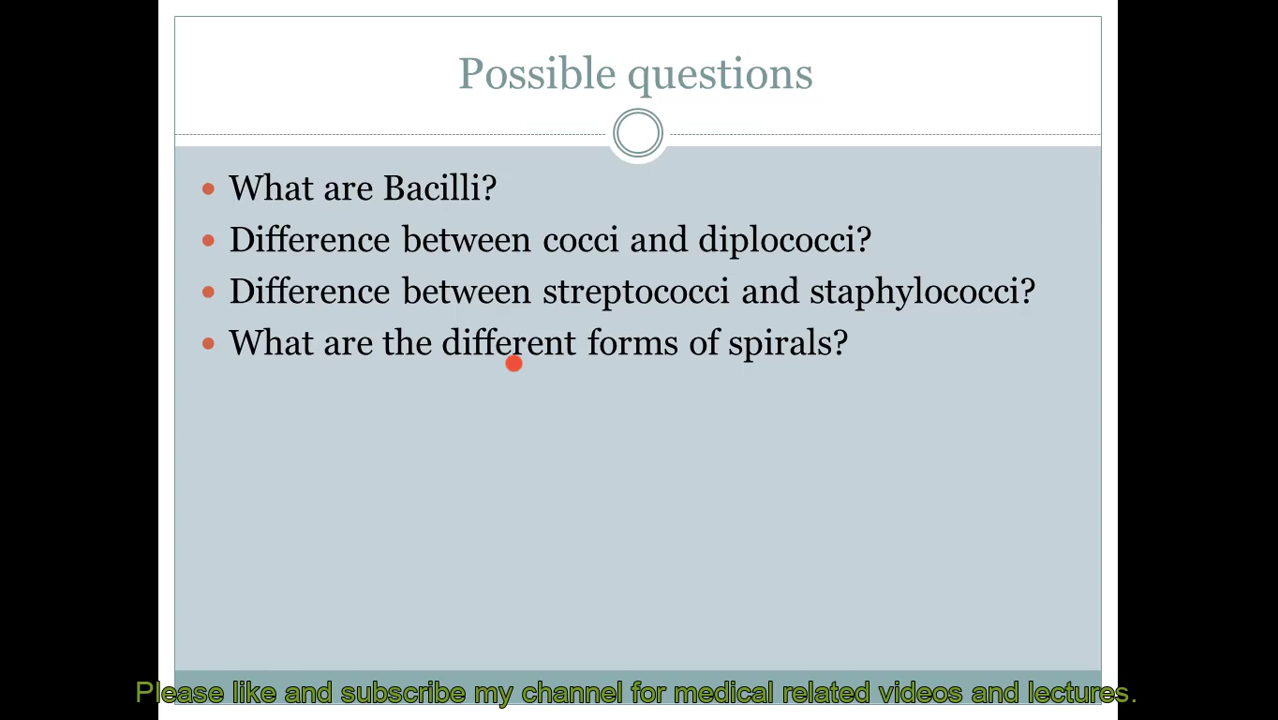 Possible questions
What are Bacilli?
Difference between cocci and diplococci?
Difference between streptococci and staphylococci?
What are the different forms of spirals?
Please like and subscribe my channel for medical related videos and lectures.